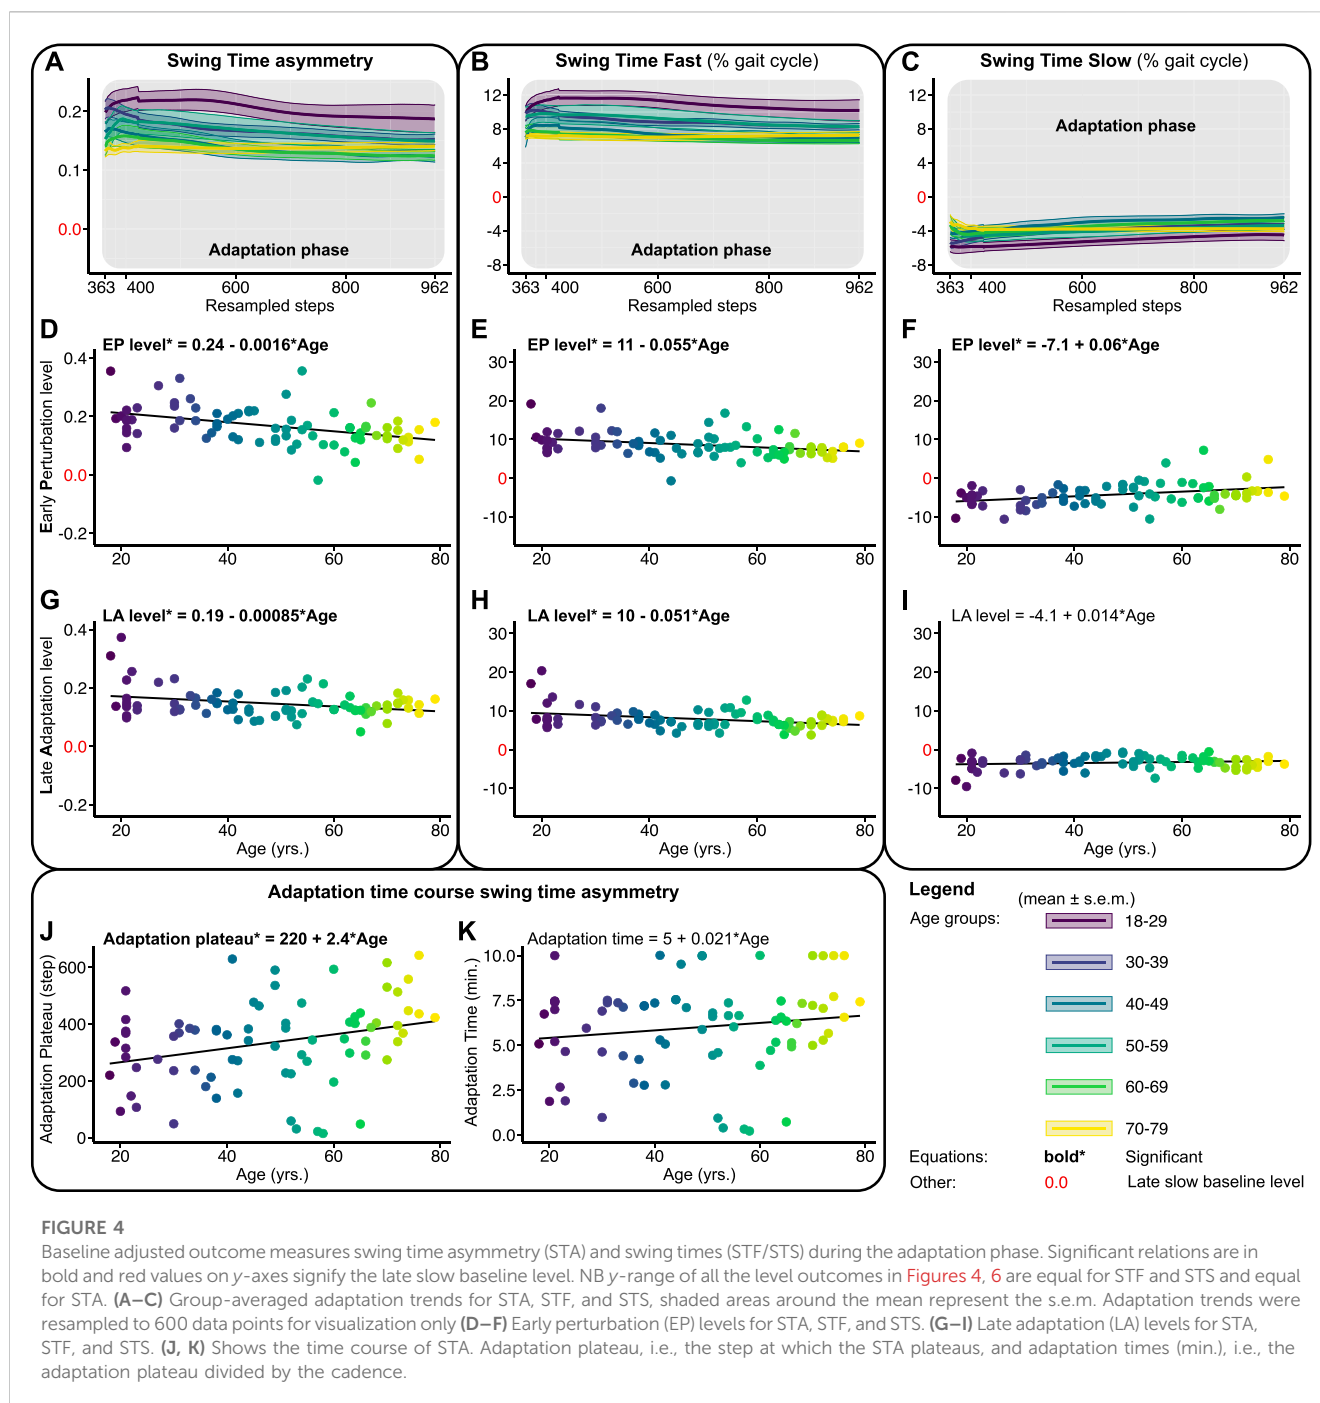 A Swing Time asymmetry
0.2
0.1
0.0
Adaptation phase
363 400 600 800 962
Resampled steps
B Swing Time Fast (% gait cycle)
12
8
4
0
-4
-8
Adaptation phase
363 400 600 800 962
Resampled steps
C Swing Time Slow (% gait cycle)
12
8
4
0
-4
-8
Adaptation phase
363 400 600 800 962
Resampled steps
D
EP level* = 0.24 - 0.0016*Age
Early Perturbation level
0.4
0.2
0.0
-0.2
20 40 60 80
E
EP level* = 11 - 0.055*Age
30
20
10
0
-10
20 40 60 80
F
EP level* = -7.1 + 0.06*Age
30
20
10
0
-10
20 40 60 80
G
LA level* = 0.19 - 0.00085*Age
Late Adaptation level
0.4
0.2
0.0
-0.2
20 40 60 80
Age (yrs.)
H
LA level* = 10 - 0.051*Age
30
20
10
0
-10
20 40 60 80
Age (yrs.)
I
LA level = -4.1 + 0.014*Age
30
20
10
0
-10
20 40 60 80
Age (yrs.)
Adaptation time course swing time asymmetry
J
Adaptation plateau* = 220 + 2.4*Age
Adaptation Plateau (step)
600
400
200
0
20 40 60 80
Age (yrs.)
K
Adaptation time = 5 + 0.021*Age
Adaptation Time (min.)
10.0
7.5
5.0
2.5
0.0
20 40 60 80
Age (yrs.)
Legend
(mean ± s.e.m.)
Age groups: 18-29
30-39
40-49
50-59
60-69
70-79
Equations: bold* Significant
Other: 0.0 Late slow baseline level
FIGURE 4
Baseline adjusted outcome measures swing time asymmetry (STA) and swing times (STF/STS) during the adaptation phase. Significant relations are in
bold and red values on y-axes signify the late slow baseline level. NB y-range of all the level outcomes in Figures 4, 6 are equal for STF and STS and equal
for STA. (A–C) Group-averaged adaptation trends for STA, STF, and STS, shaded areas around the mean represent the s.e.m. Adaptation trends were
resampled to 600 data points for visualization only (D–F) Early perturbation (EP) levels for STA, STF, and STS. (G–I) Late adaptation (LA) levels for STA,
STF, and STS. (J, K) Shows the time course of STA. Adaptation plateau, i.e., the step at which the STA plateaus, and adaptation times (min.), i.e., the
adaptation plateau divided by the cadence.